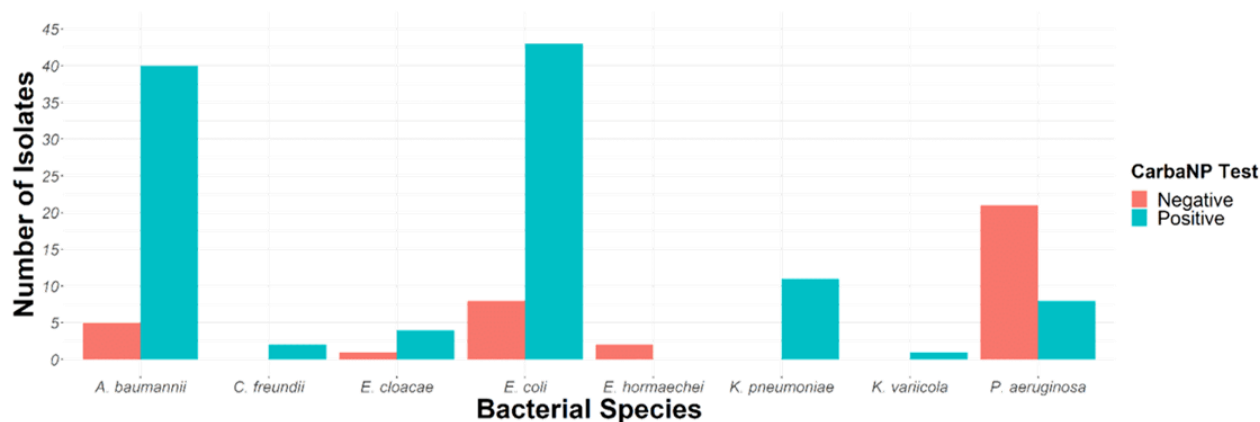 Number of Isolates
45
40
35
30
25
20
15
10
5
0
A. baumannii
C. freundii
E. cloacae
E. coli
E. hormaechei
K. pneumoniae
K. variicola
P. aeruginosa
Bacterial Species
CarbaNP Test
Negative
Positive